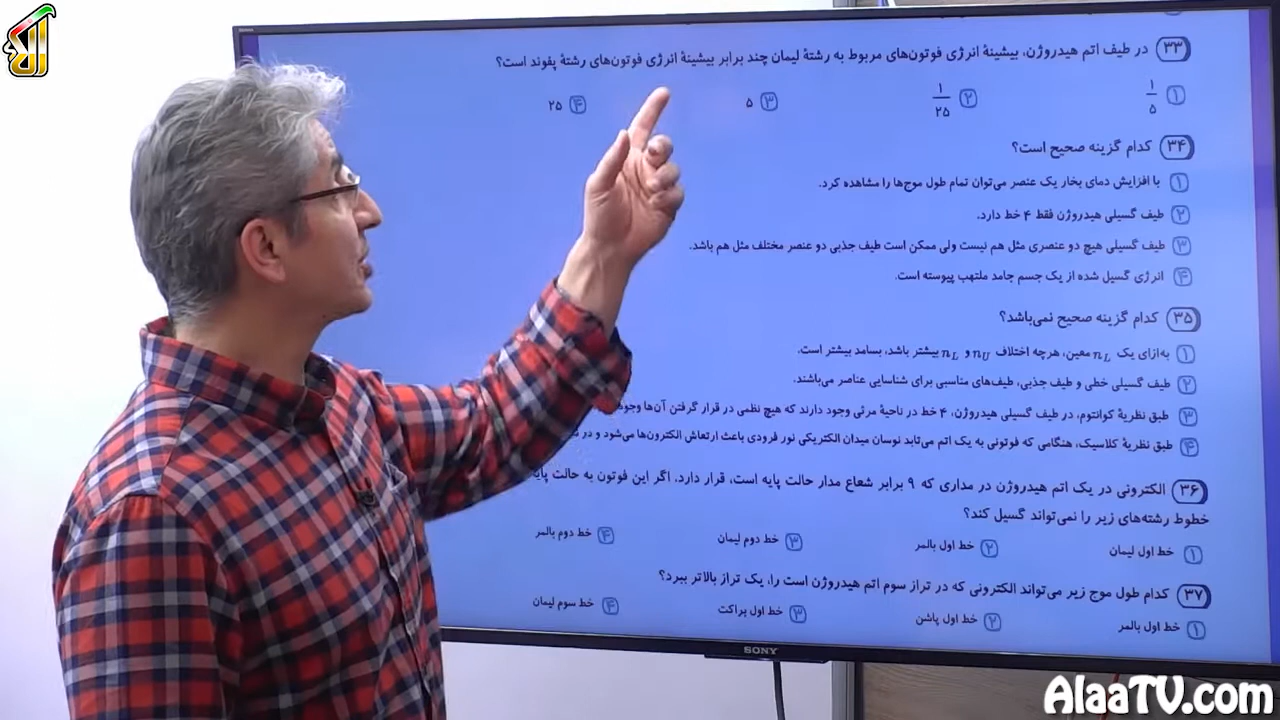 ۳۳ در طیف اتم هیدروژن، بیشینهٔ انرژی فوتون‌های مربوط به رشتهٔ لیمان چند برابر بیشینهٔ انرژی فوتون‌های رشتهٔ پفوند است؟
۱ ۱/۵ ۲ ۱/۲۵ ۳ ۵ ۴ ۲۵
۳۴ کدام گزینه صحیح است؟
۱ با افزایش دمای بخار یک عنصر می‌توان تمام طول موج‌ها را مشاهده کرد.
۲ طیف گسیلی هیدروژن فقط ۴ خط دارد.
۳ طیف گسیلی هیچ دو عنصری مثل هم نیست ولی ممکن است طیف جذبی دو عنصر مختلف مثل هم باشد.
۴ انرژی گسیل شده از یک جسم جامد ملتهب پیوسته است.
۳۵ کدام گزینه صحیح نمی‌باشد؟
۱ به‌ازای یک nL معین، هرچه اختلاف nU و nL بیشتر باشد، بسامد بیشتر است.
۲ طیف گسیلی خطی و طیف جذبی، طیف‌های مناسبی برای شناسایی عناصر می‌باشند.
۳ طبق نظریهٔ کوانتوم، در طیف گسیلی هیدروژن، ۴ خط در ناحیهٔ مرئی وجود دارند که هیچ نظمی در قرار گرفتن آن‌ها
۴ طبق نظریهٔ کلاسیک، هنگامی که فوتونی به یک اتم می‌تابد نوسان میدان الکتریکی نور فرودی باعث ارتعاش الکترون‌ها می‌شود و در
۳۶ الکترونی در یک اتم هیدروژن در مداری که ۹ برابر شعاع مدار حالت پایه است، قرار دارد. اگر این فوتون به حالت پایه
خطوط رشته‌های زیر را نمی‌تواند گسیل کند؟
۱ خط اول لیمان ۲ خط اول بالمر ۳ خط دوم لیمان ۴ خط دوم بالمر
۳۷ کدام طول موج زیر می‌تواند الکترونی که در تراز سوم اتم هیدروژن است را، یک تراز بالاتر ببرد؟
۱ خط اول بالمر ۲ خط اول پاشن ۳ خط اول براکت ۴ خط سوم لیمان
SONY
AlaaTV.com